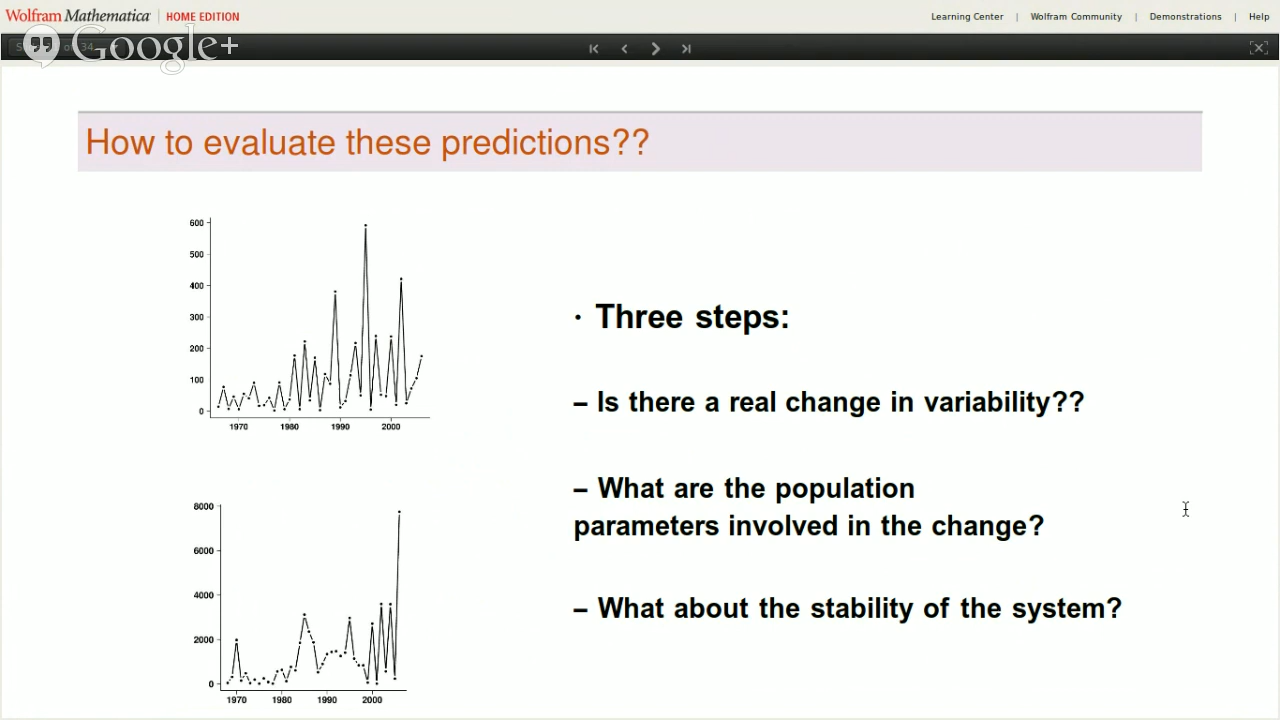 Wolfram Mathematica | HOME EDITION
Learning Center | Wolfram Community | Demonstrations | Help
Google+
34
How to evaluate these predictions??
600
500
400
300
200
100
0
1970 1980 1990 2000
· Three steps:
– Is there a real change in variability??
– What are the population
parameters involved in the change?
– What about the stability of the system?
8000
6000
4000
2000
0
1970 1980 1990 2000